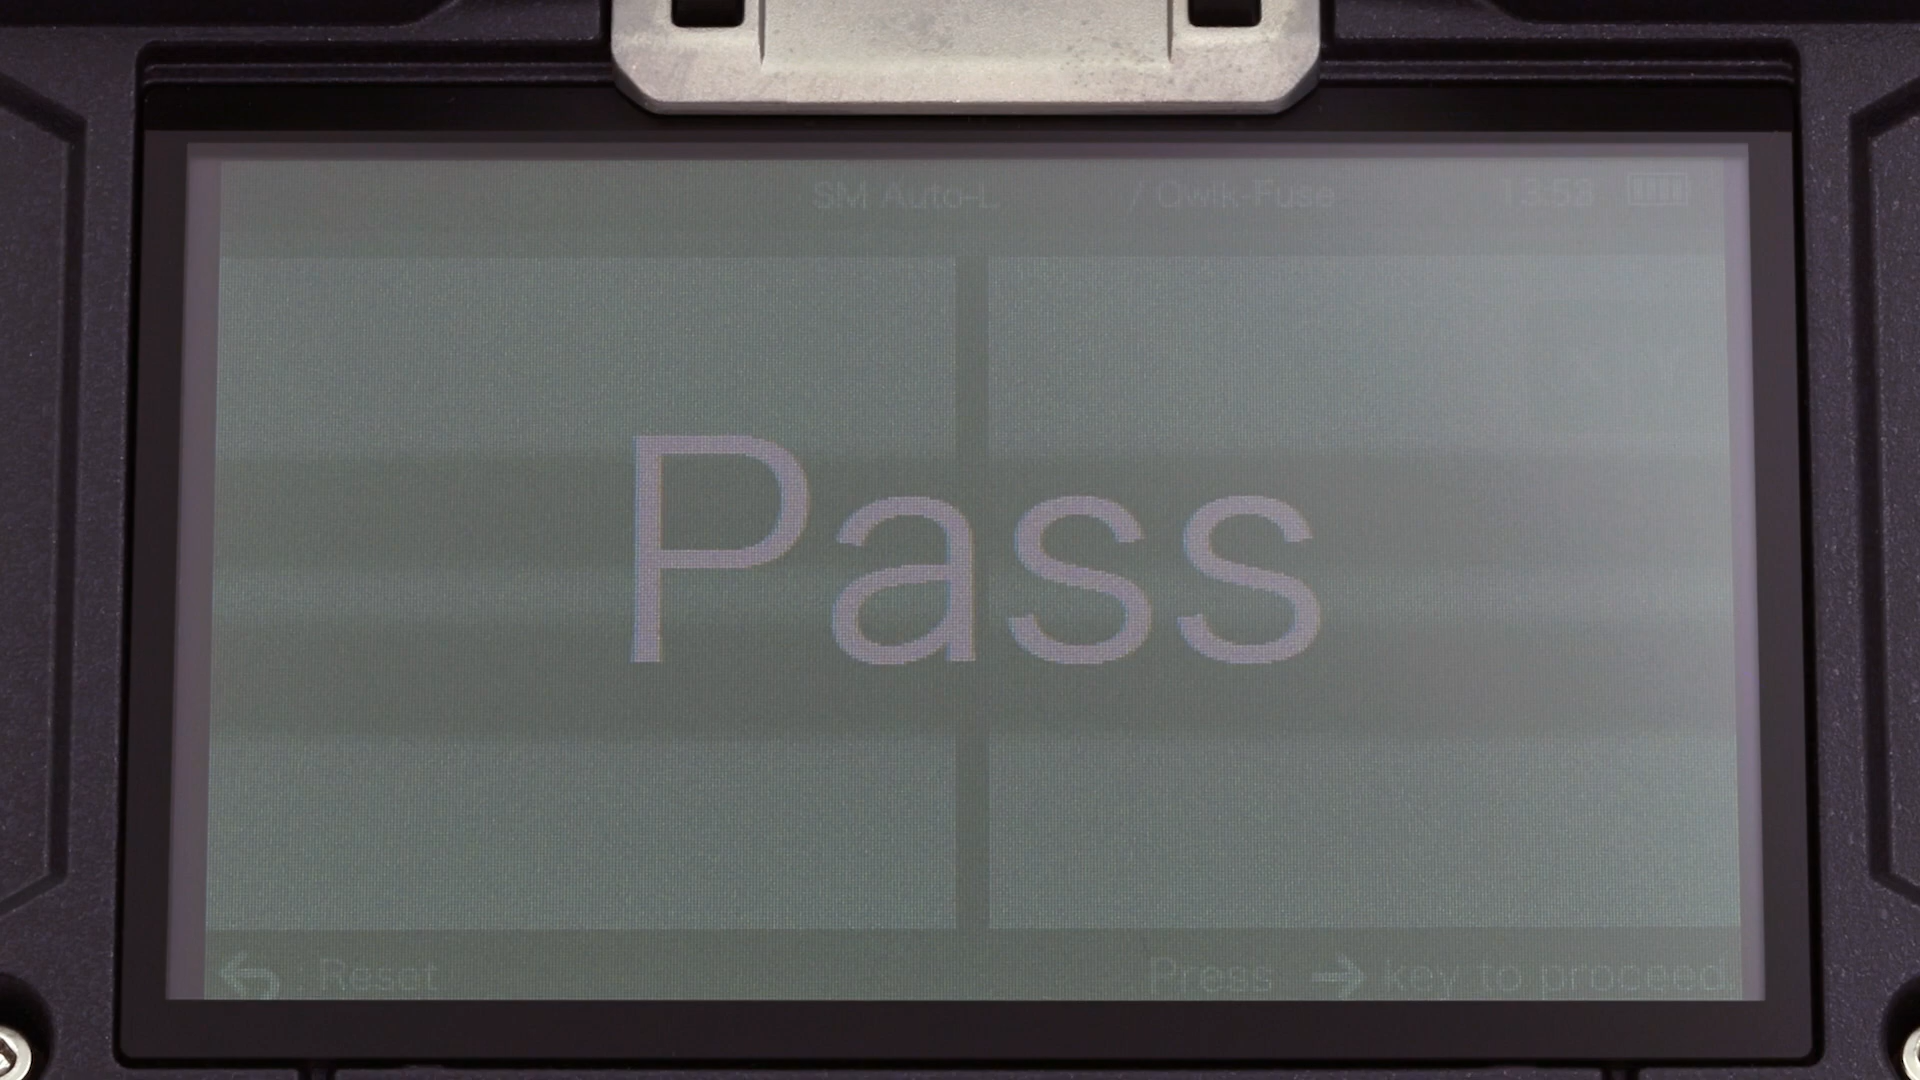 SM Auto-L / Qwik-Fuse 13:53
Pass
: Reset Press → key to proceed.